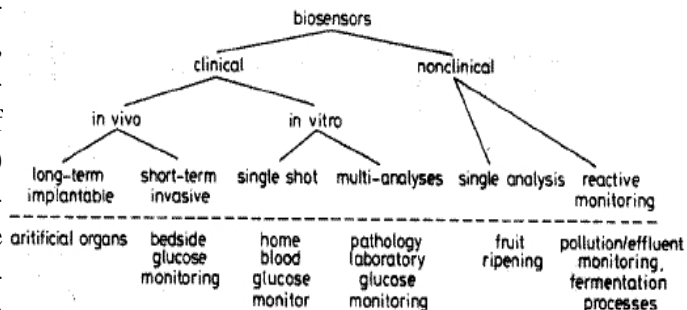 biosensors
clinical nonclinical
in vivo in vitro
long-term short-term single shot multi-analyses single analysis reactive
implantable invasive monitoring
aritificial organs bedside home pathology fruit pollution/effluent
glucose blood laboratory ripening monitoring,
monitoring glucose glucose fermentation
monitor monitoring processes